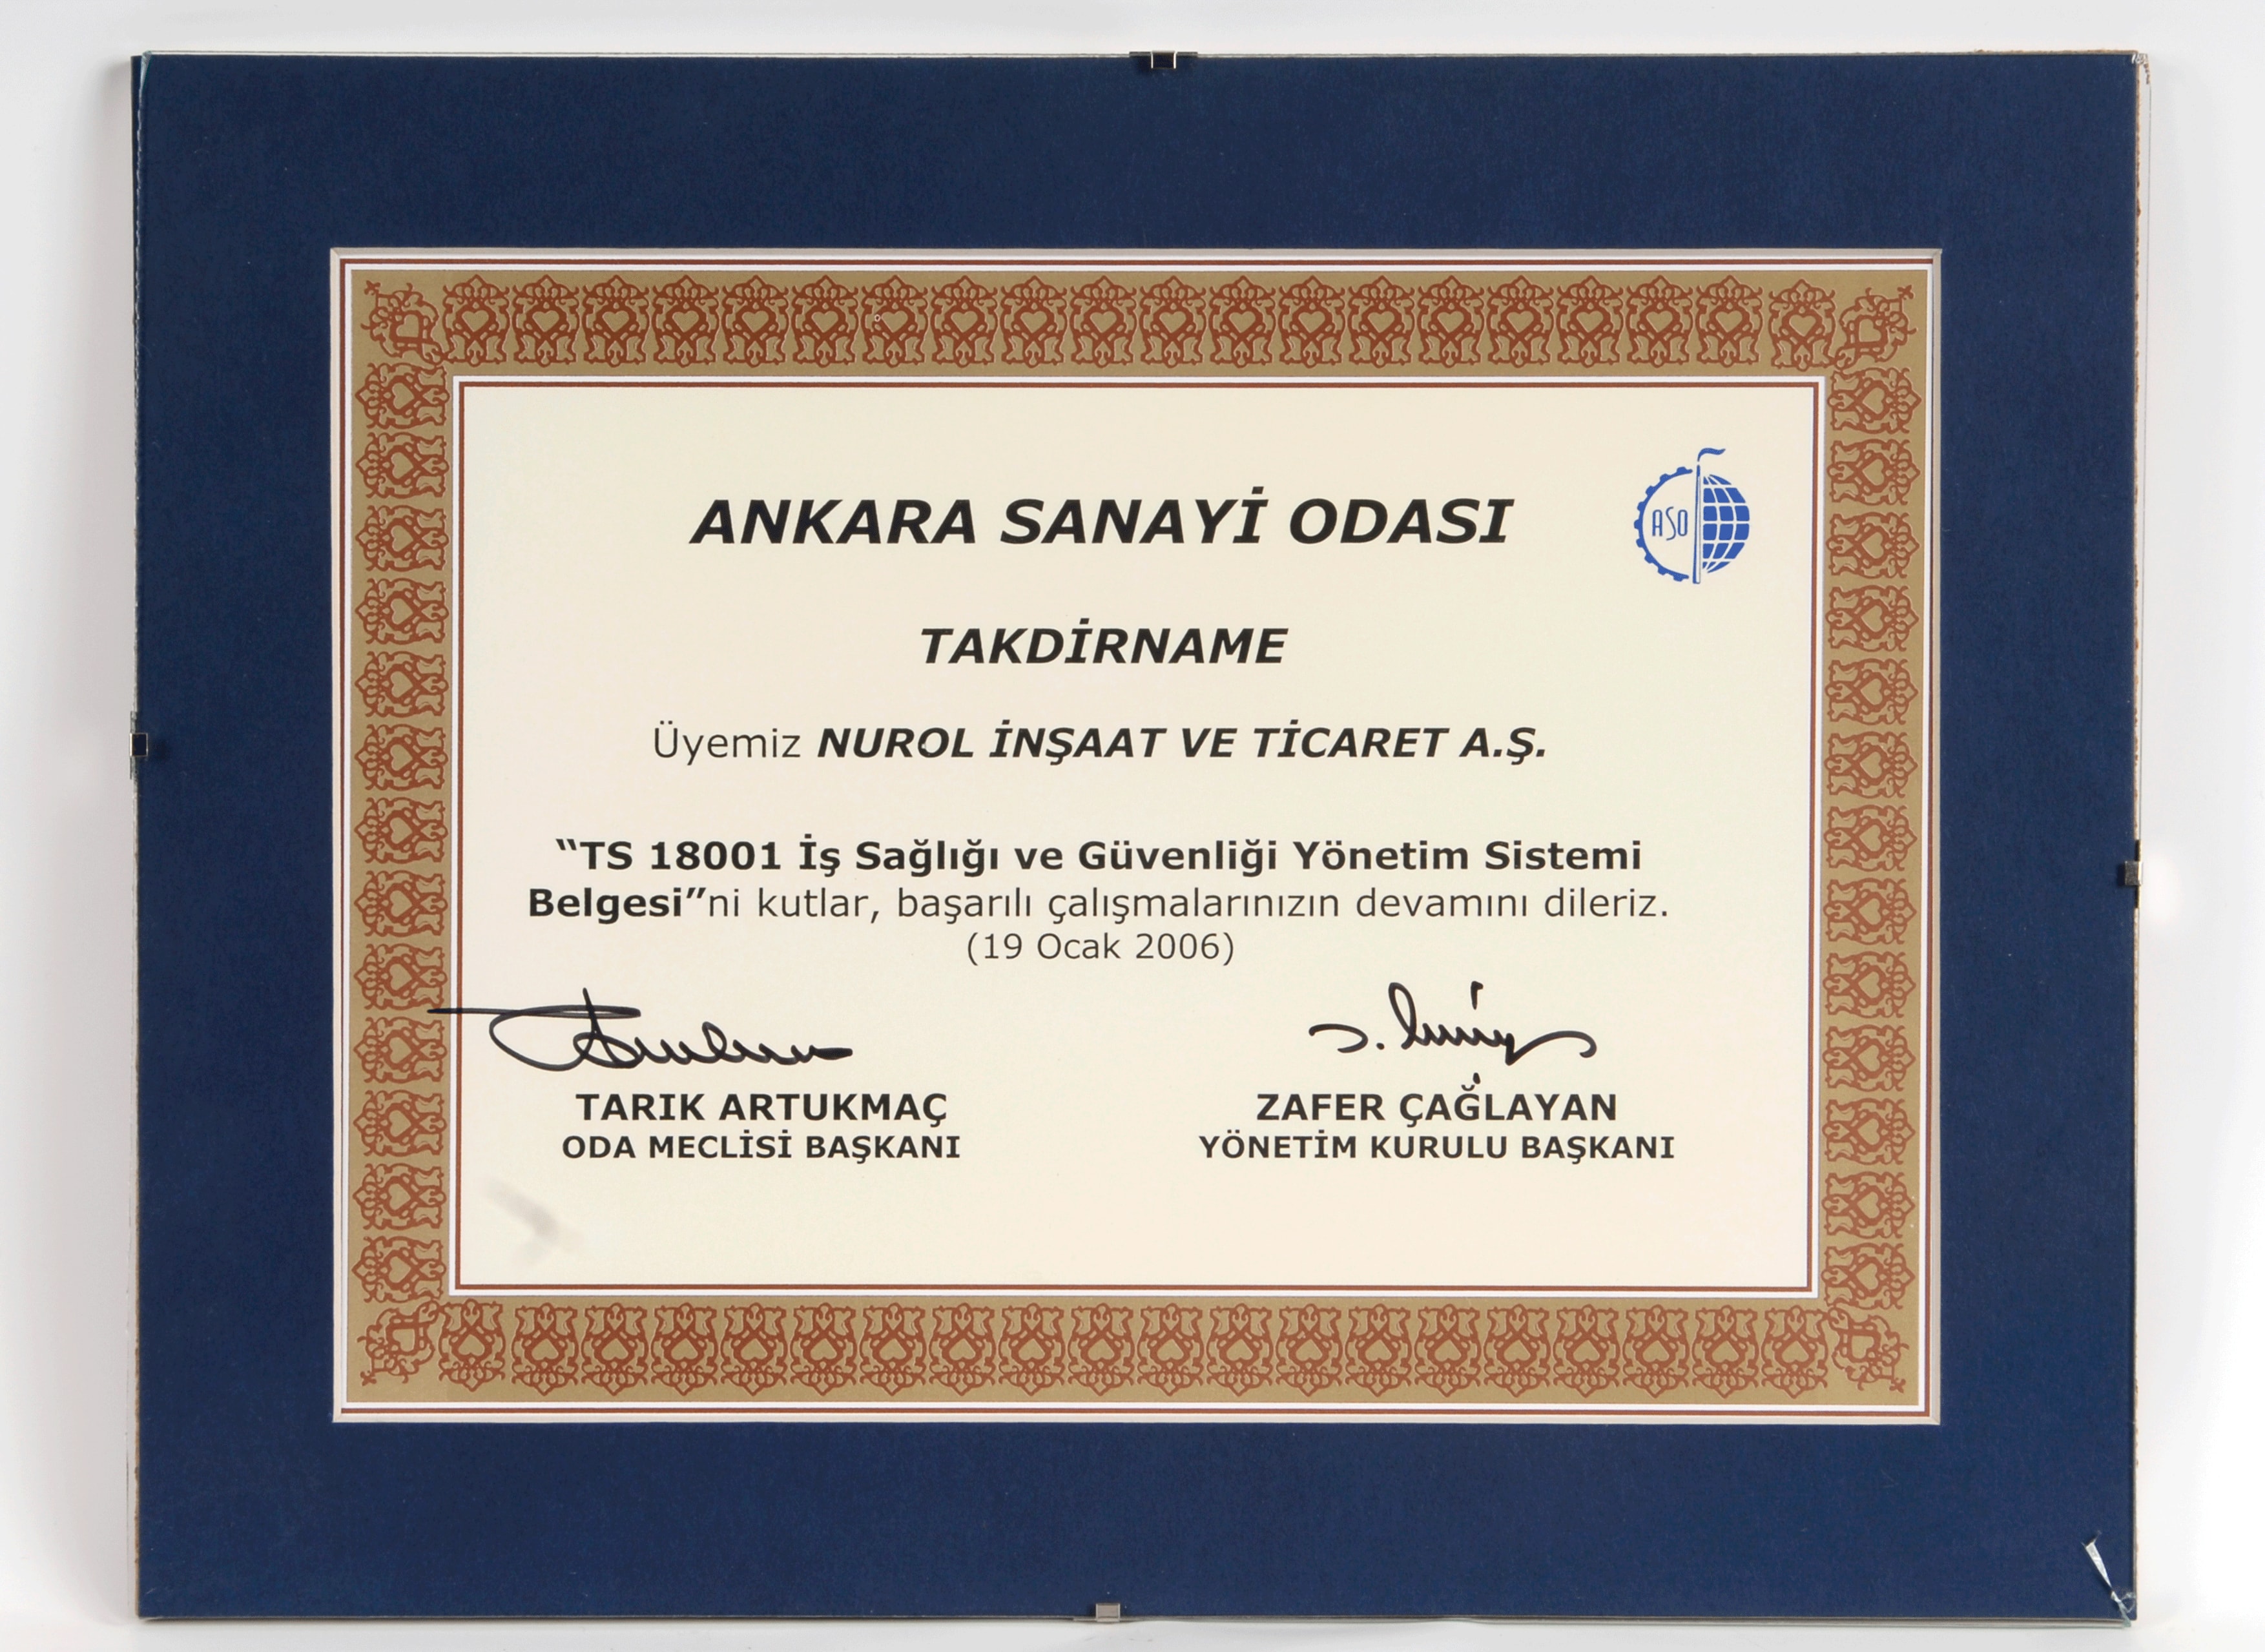 ANKARA SANAYİ ODASI
ASO
TAKDİRNAME
Üyemiz NUROL İNŞAAT VE TİCARET A.Ş.
“TS 18001 İş Sağlığı ve Güvenliği Yönetim Sistemi
Belgesi”ni kutlar, başarılı çalışmalarınızın devamını dileriz.
(19 Ocak 2006)
TARIK ARTUKMAÇ
ODA MECLİSİ BAŞKANI
ZAFER ÇAĞLAYAN
YÖNETİM KURULU BAŞKANI